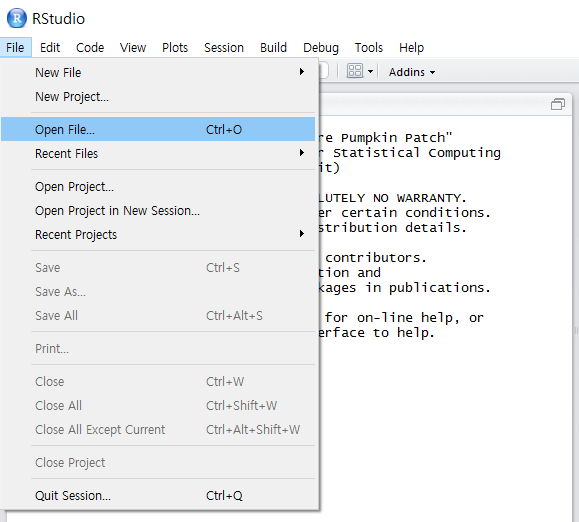 RStudio
File Edit Code View Plots Session Build Debug Tools Help
Addins
New File
New Project...
Open File... Ctrl+O
Recent Files
Open Project...
Open Project in New Session...
Recent Projects
Save Ctrl+S
Save As...
Save All Ctrl+Alt+S
Print...
Close Ctrl+W
Close All Ctrl+Shift+W
Close All Except Current Ctrl+Alt+Shift+W
Close Project
Quit Session... Ctrl+Q
re Pumpkin Patch"
r Statistical Computing
it)
LUTELY NO WARRANTY.
er certain conditions.
stribution details.
contributors.
tion and
kages in publications.
for on-line help, or
erface to help.